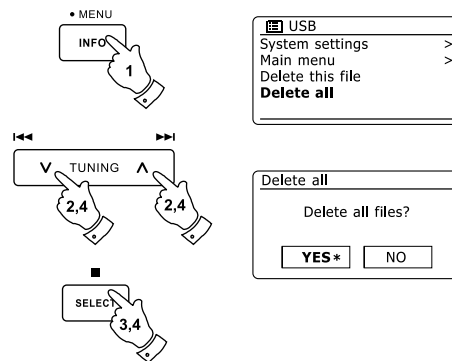 • MENU
INFO
1
TUNING
2,4
2,4
SELECT
3,4
USB
System settings >
Main menu >
Delete this file
Delete all
Delete all
Delete all files?
YES* NO